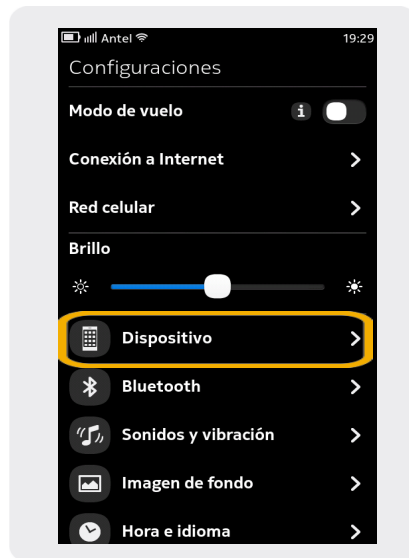 Antel 19:29
Configuraciones
Modo de vuelo i
Conexión a Internet
Red celular
Brillo
Dispositivo
Bluetooth
Sonidos y vibración
Imagen de fondo
Hora e idioma